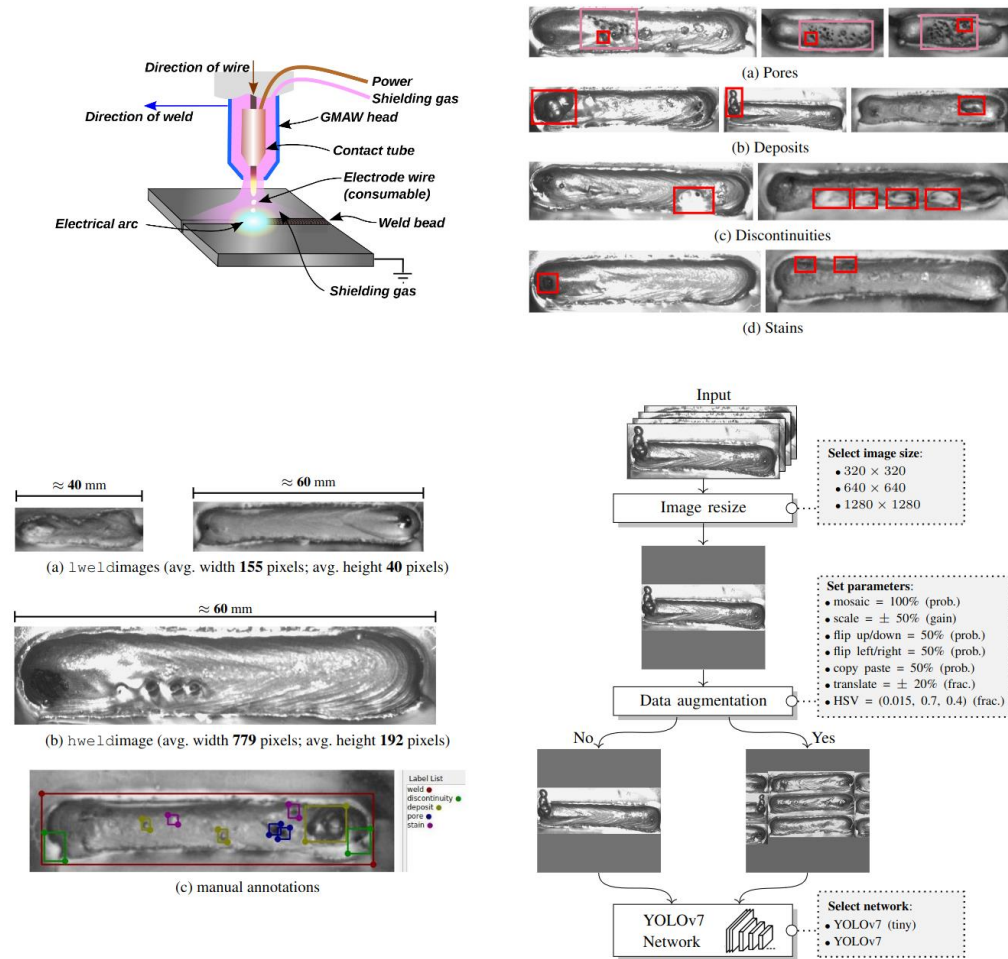 Direction of wire
Power
Shielding gas
Direction of weld
GMAW head
Contact tube
Electrode wire
(consumable)
Electrical arc
Weld bead
Shielding gas
(a) Pores
(b) Deposits
(c) Discontinuities
(d) Stains
≈ 40 mm
≈ 60 mm
(a) lweldimages (avg. width 155 pixels; avg. height 40 pixels)
≈ 60 mm
(b) hweldimage (avg. width 779 pixels; avg. height 192 pixels)
Label List
weld
discontinuity
deposit
pore
stain
(c) manual annotations
Input
Image resize
Select image size:
• 320 × 320
• 640 × 640
• 1280 × 1280
Data augmentation
Set parameters:
• mosaic = 100% (prob.)
• scale = ± 50% (gain)
• flip up/down = 50% (prob.)
• flip left/right = 50% (prob.)
• copy paste = 50% (prob.)
• translate = ± 20% (frac.)
• HSV = (0.015, 0.7, 0.4) (frac.)
No
Yes
YOLOv7
Network
...
Select network:
• YOLOv7 (tiny)
• YOLOv7